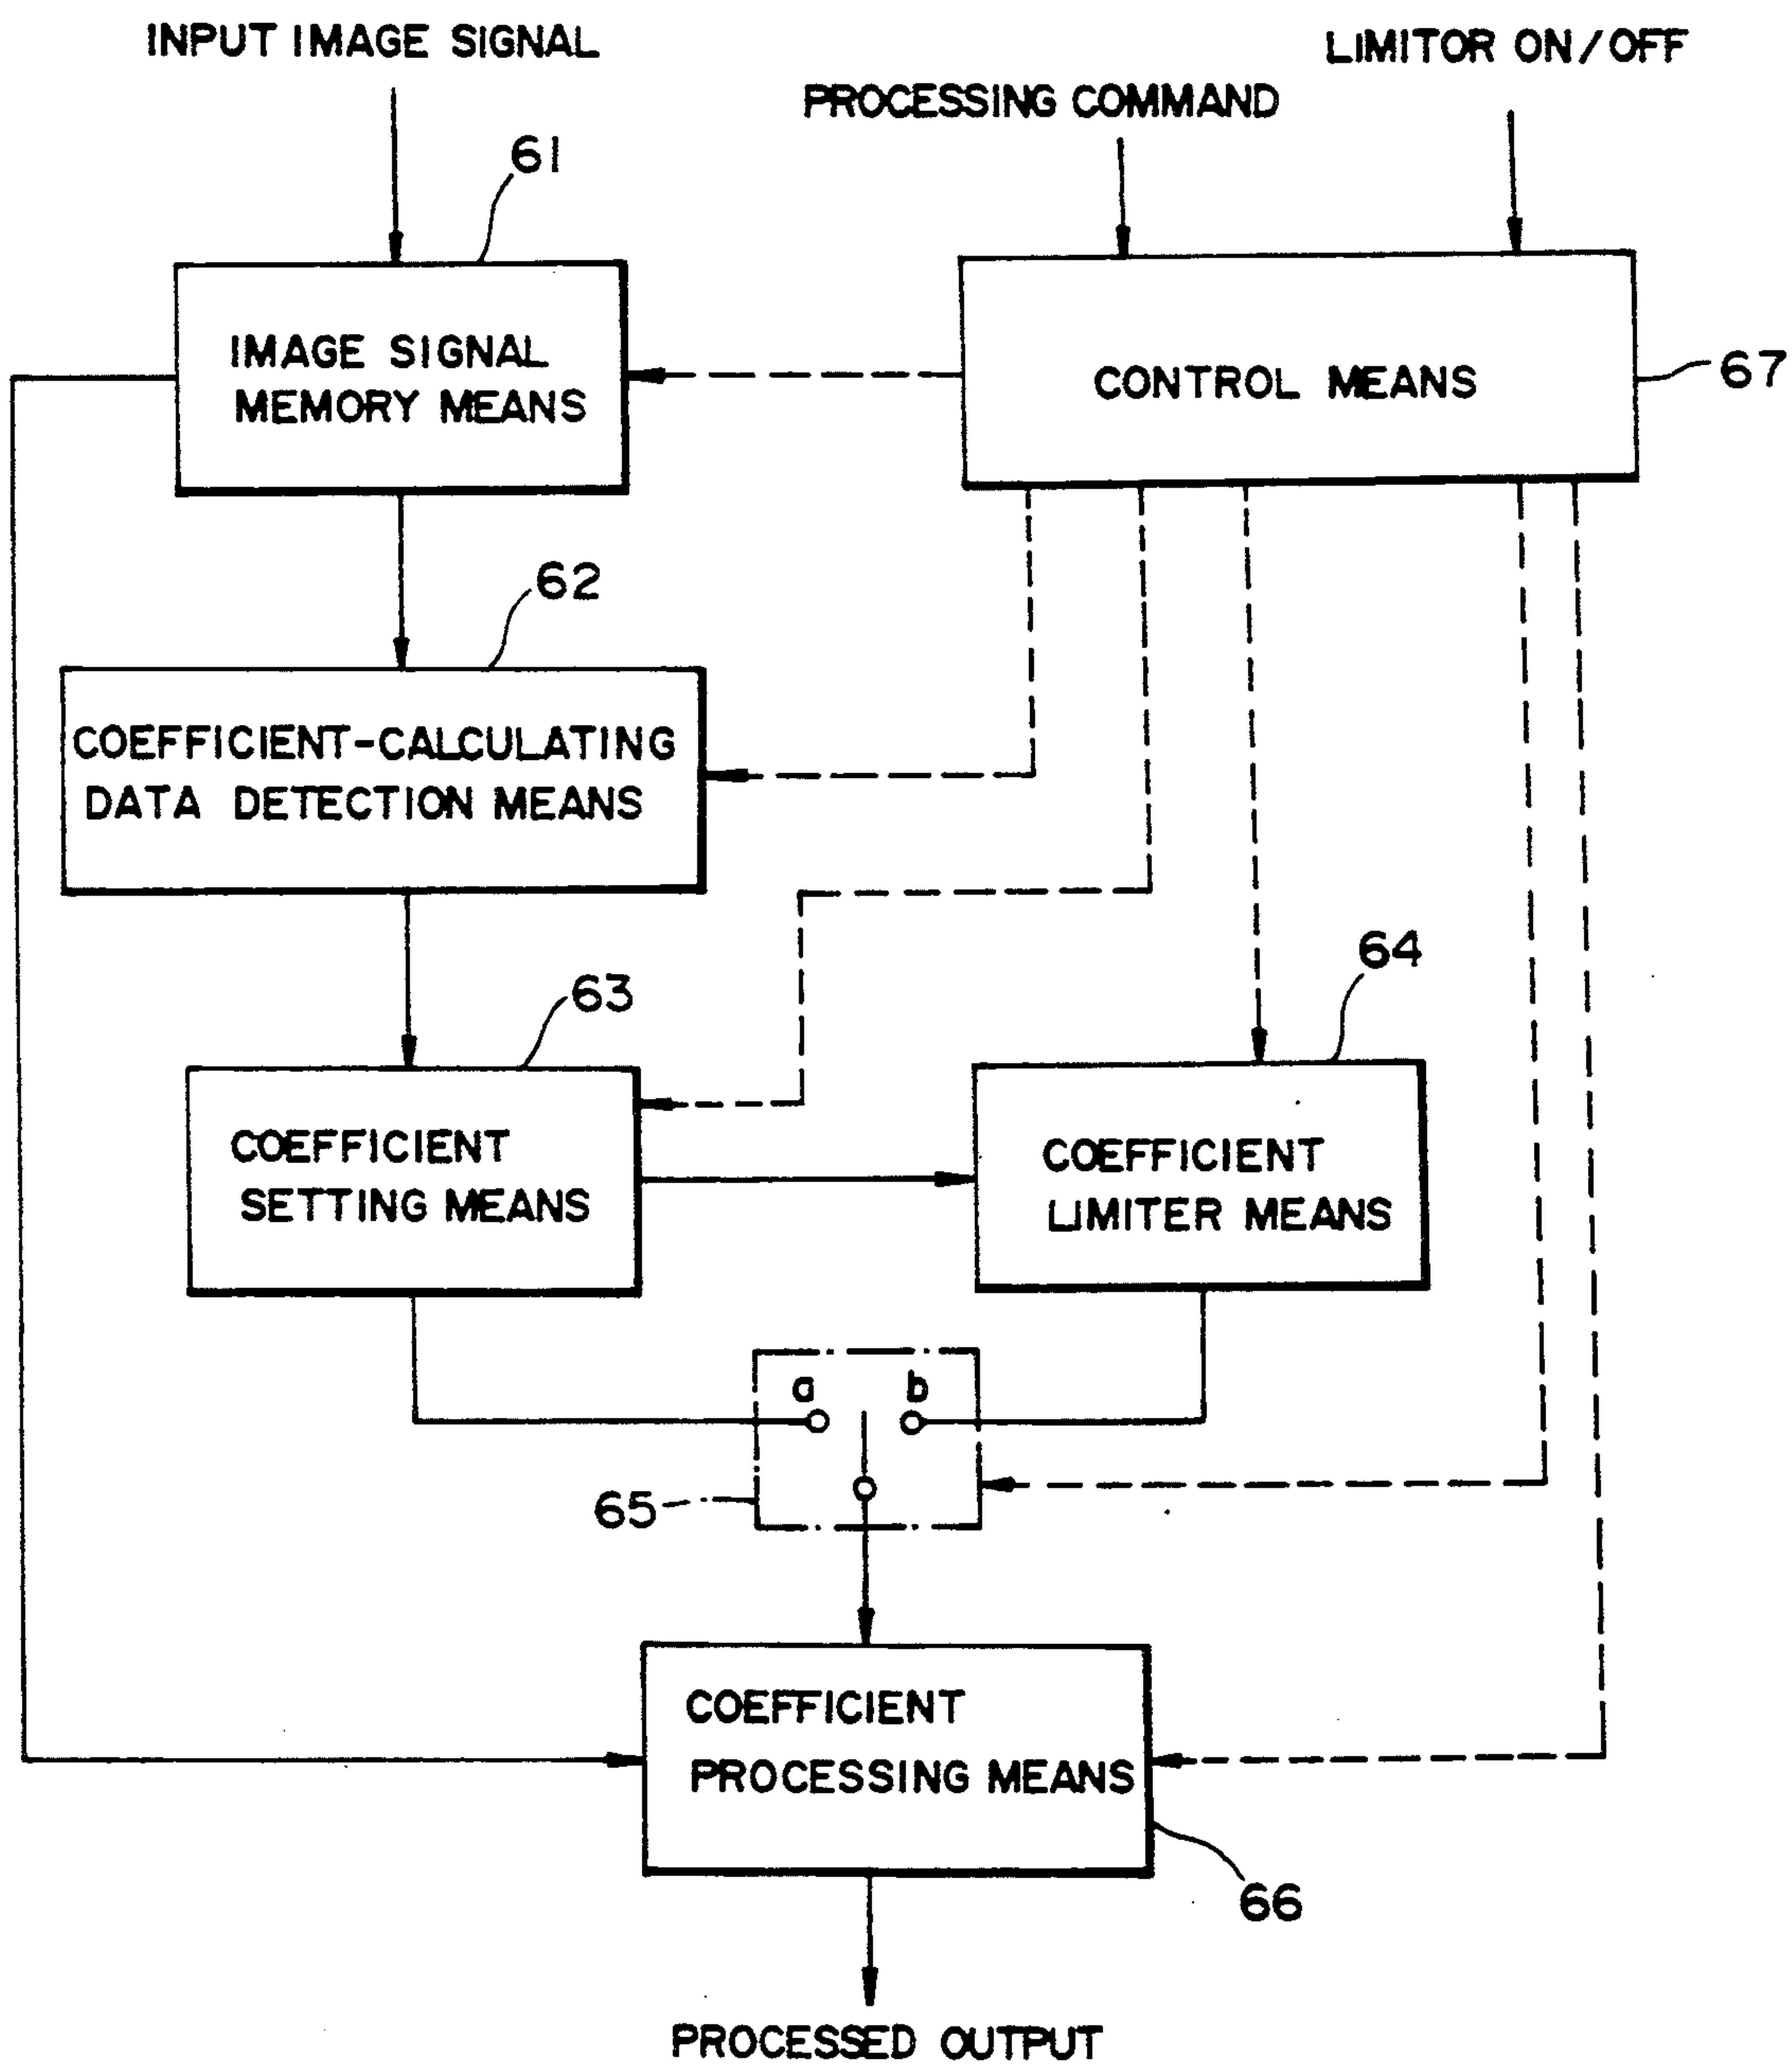 INPUT IMAGE SIGNAL
LIMITOR ON/OFF
PROCESSING COMMAND
61
IMAGE SIGNAL
MEMORY MEANS
CONTROL MEANS
67
62
COEFFICIENT-CALCULATING
DATA DETECTION MEANS
63
64
COEFFICIENT
SETTING MEANS
COEFFICIENT
LIMITER MEANS
a
b
65
COEFFICIENT
PROCESSING MEANS
66
PROCESSED OUTPUT